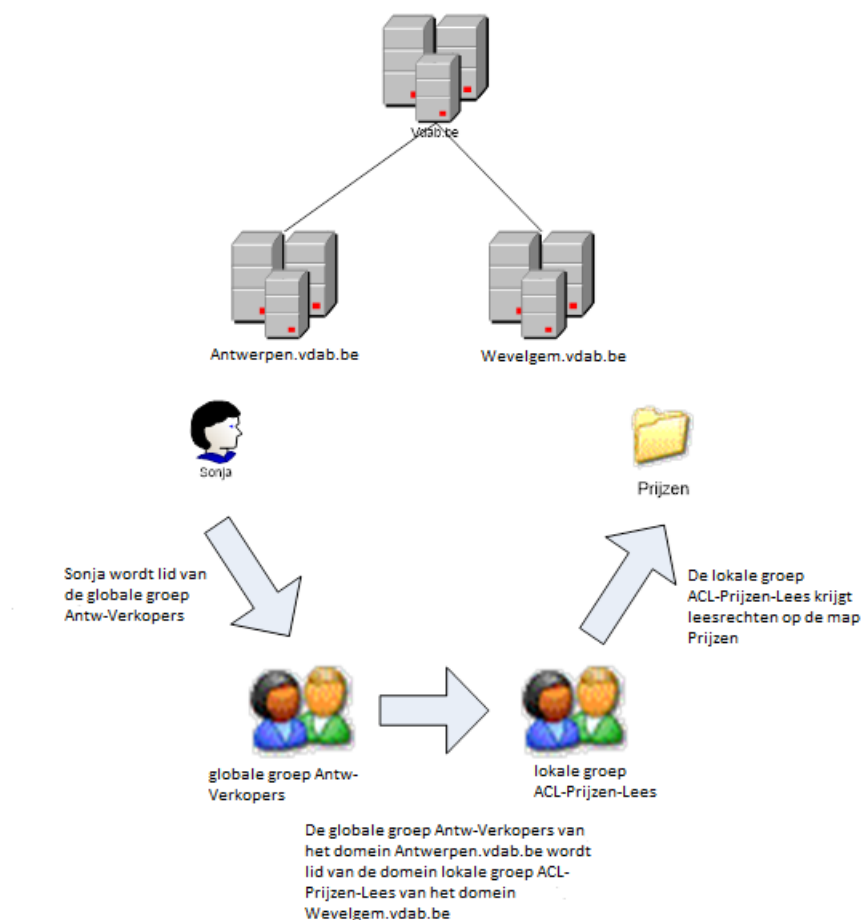 Vdab.be
Antwerpen.vdab.be
Wevelgem.vdab.be
Sonja
Prijzen
Sonja wordt lid van
de globale groep
Antw-Verkopers
De lokale groep
ACL-Prijzen-Lees krijgt
leesrechten op de map
Prijzen
globale groep Antw-
Verkopers
lokale groep
ACL-Prijzen-Lees
De globale groep Antw-Verkopers van
het domein Antwerpen.vdab.be wordt
lid van de domein lokale groep ACL-
Prijzen-Lees van het domein
Wevelgem.vdab.be